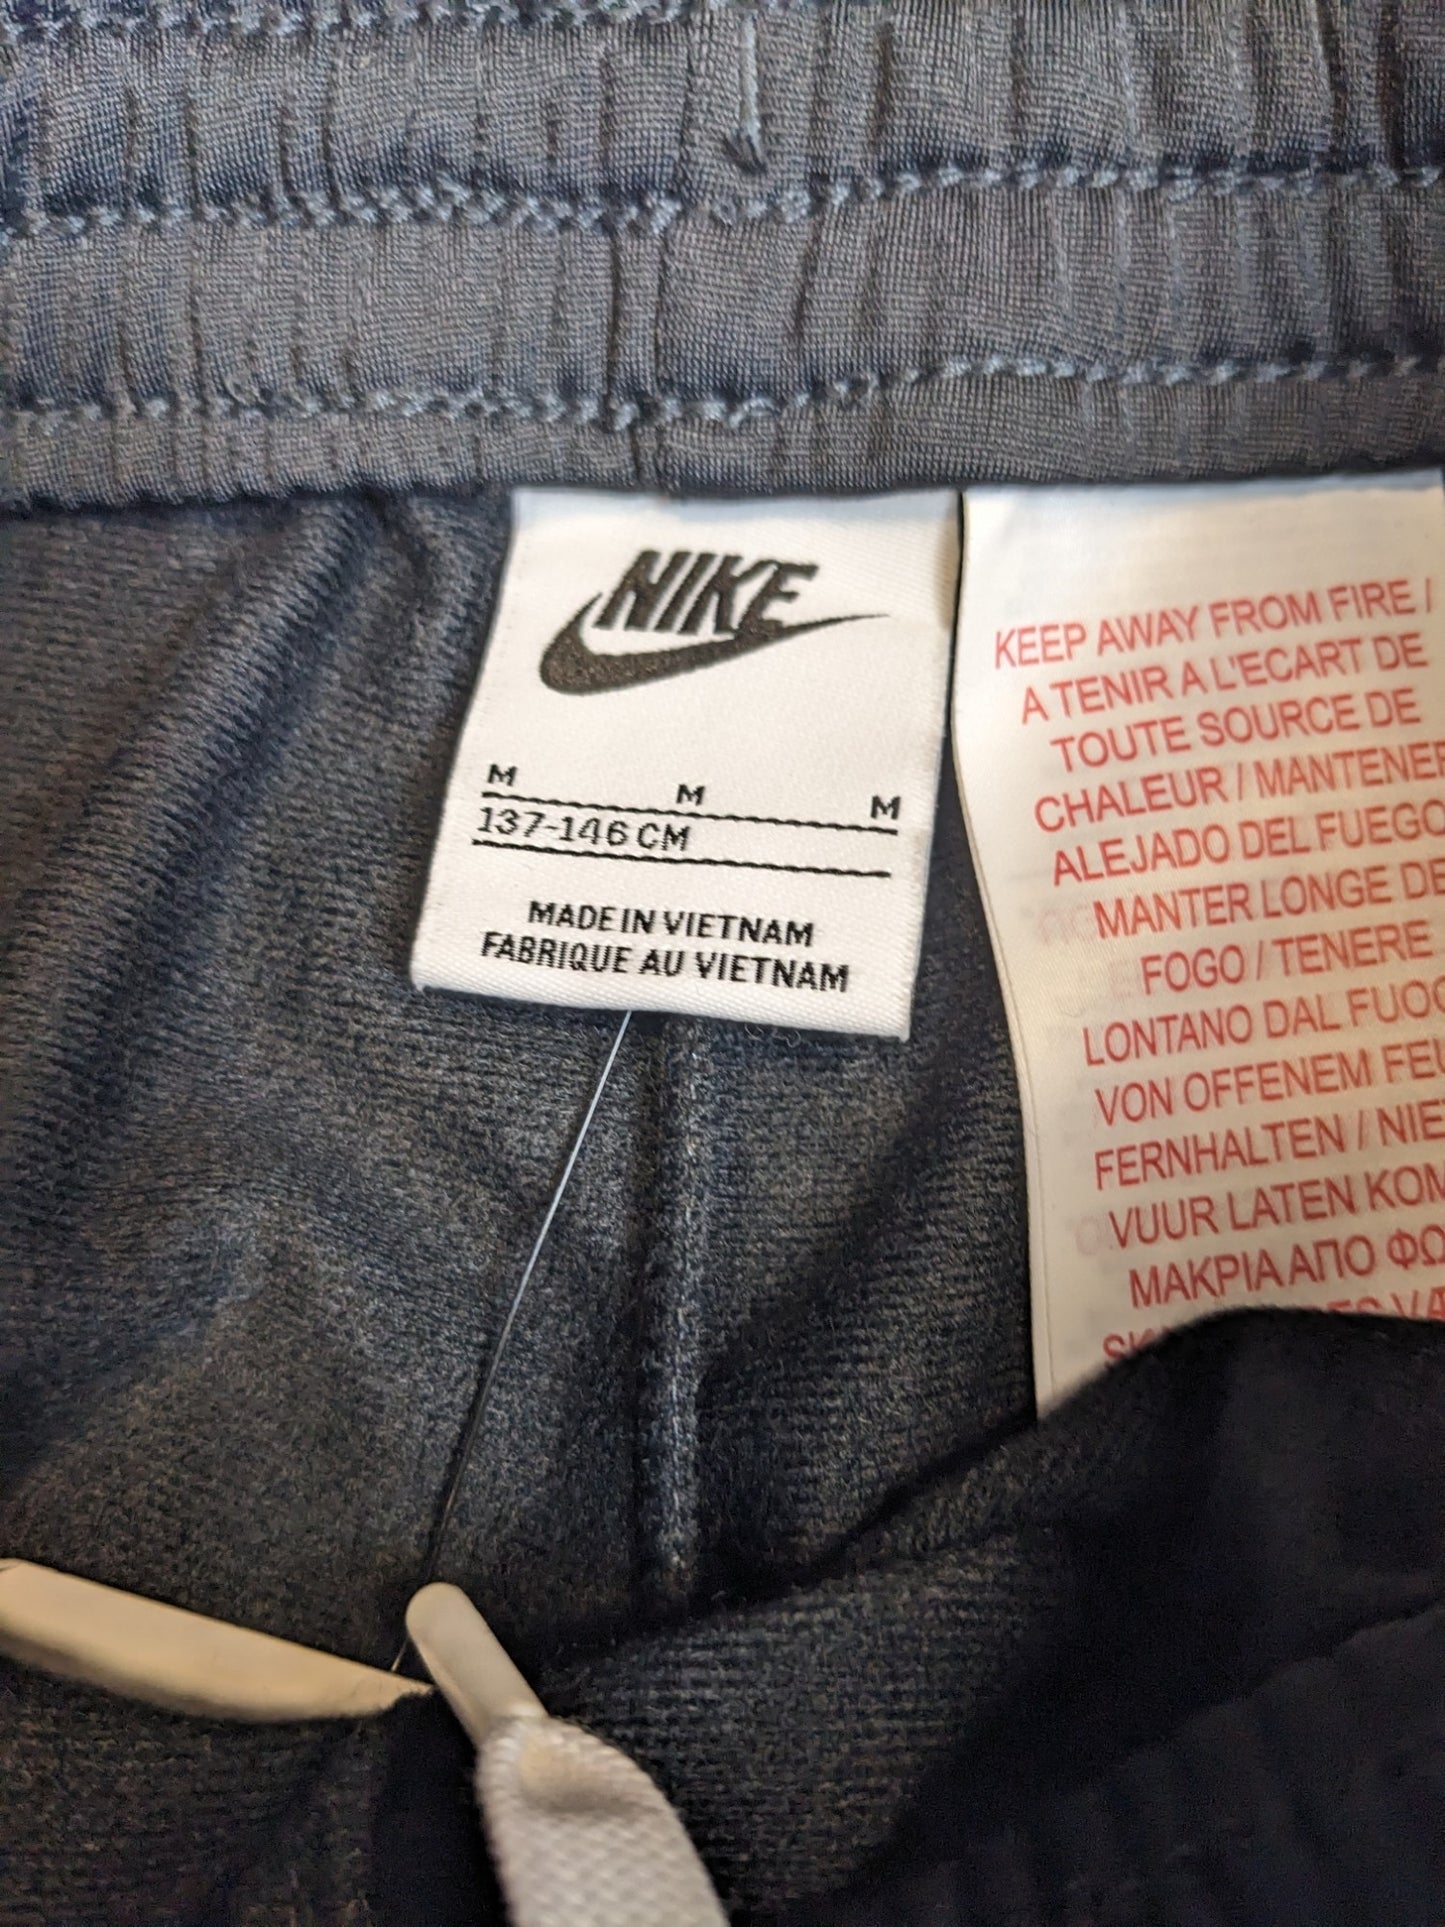 NIKE
M M M
137-146 CM
MADE IN VIETNAM
FABRIQUE AU VIETNAM
KEEP AWAY FROM FIRE /
A TENIR A L'ECART DE
TOUTE SOURCE DE
CHALEUR / MANTENER
ALEJADO DEL FUEGO
MANTER LONGE DE
FOGO / TENERE
LONTANO DAL FUOC
VON OFFENEM FEU
FERNHALTEN / NIET
VUUR LATEN KOM
ΜΑΚΡΙΑ ΑΠΟ ΦΩ